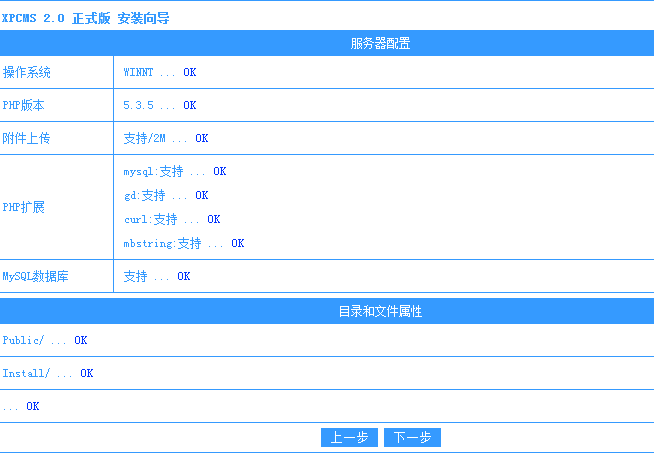 XPCMS 2.0 正式版 安装向导
服务器配置
操作系统 WINNT ... OK
PHP版本 5.3.5 ... OK
附件上传 支持/2M ... OK
PHP扩展
mysql:支持 ... OK
gd:支持 ... OK
curl:支持 ... OK
mbstring:支持 ... OK
MySQL数据库 支持 ... OK
目录和文件属性
Public/ ... OK
Install/ ... OK
... OK
上一步 下一步